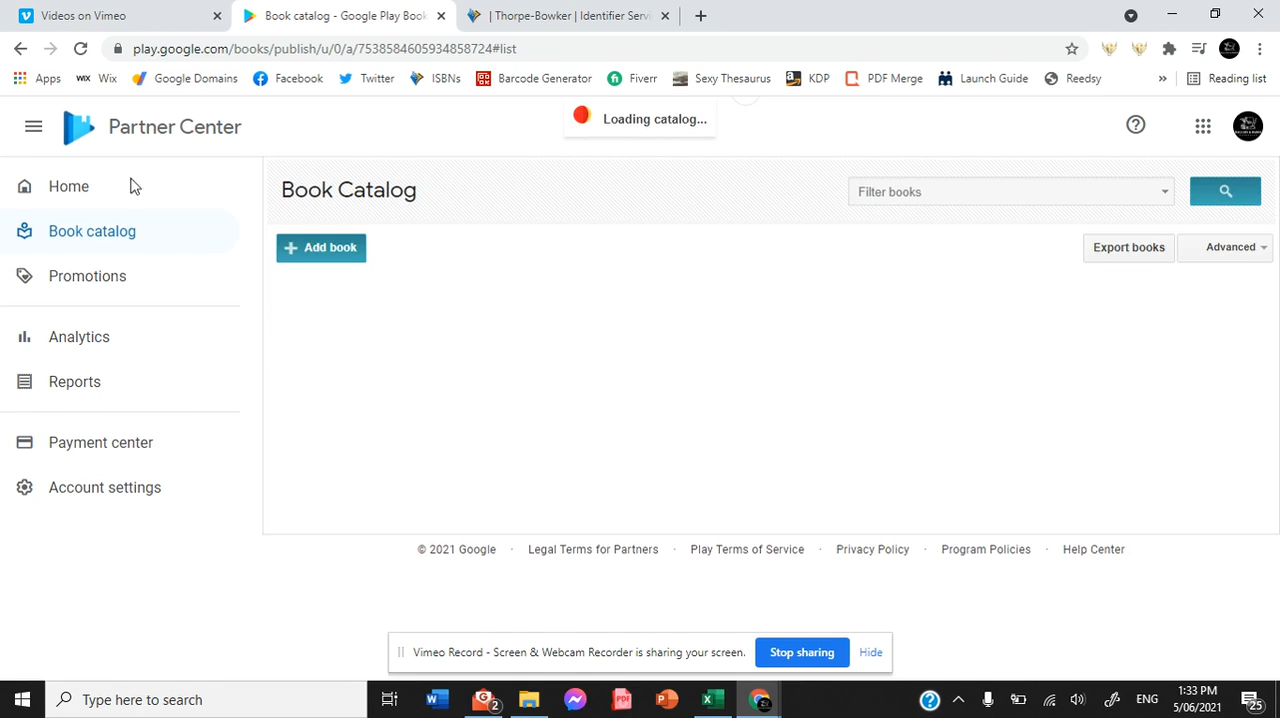 Videos on Vimeo
Book catalog - Google Play Book
| Thorpe-Bowker | Identifier Serv
play.google.com/books/publish/u/0/a/7538584605934858724#list
Apps
WIX Wix
Google Domains
Facebook
Twitter
ISBNs
Barcode Generator
Fiverr
Sexy Thesaurus
KDP
PDF Merge
Launch Guide
Reedsy
»
Reading list
Partner Center
Loading catalog...
Home
Book catalog
Promotions
Analytics
Reports
Payment center
Account settings
Book Catalog
Filter books
Add book
Export books
Advanced
© 2021 Google · Legal Terms for Partners · Play Terms of Service · Privacy Policy · Program Policies · Help Center
Vimeo Record - Screen & Webcam Recorder is sharing your screen.
Stop sharing
Hide
Type here to search
2
ENG
1:33 PM
5/06/2021
25